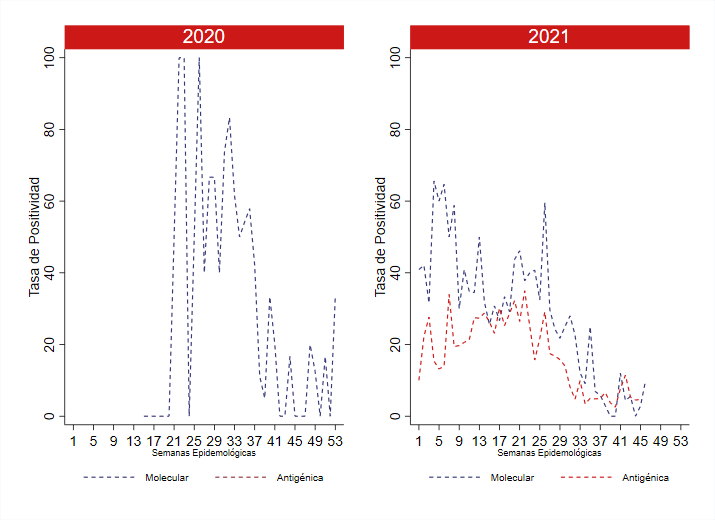 2020
Tasa de Positividad
100
80
60
40
20
0
1 5 9 13 17 21 25 29 33 37 41 45 49 53
Semanas Epidemológicas
Molecular Antigénica
2021
Tasa de Positividad
100
80
60
40
20
0
1 5 9 13 17 21 25 29 33 37 41 45 49 53
Semanas Epidemológicas
Molecular Antigénica